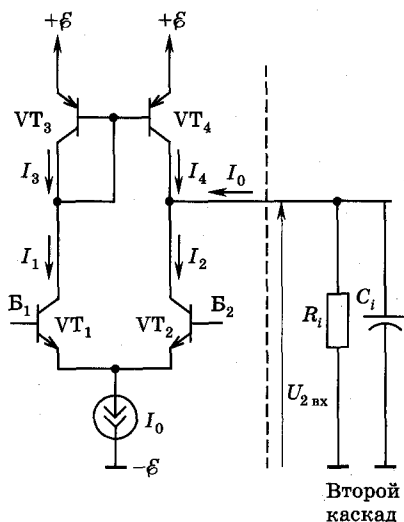 +ℰ +ℰ
VT₃ VT₄
I₃ I₄ I₀
I₁ I₂
Б₁ Б₂
VT₁ VT₂
Rᵢ Cᵢ
U₂ вх
I₀
−ℰ
Второй
каскад